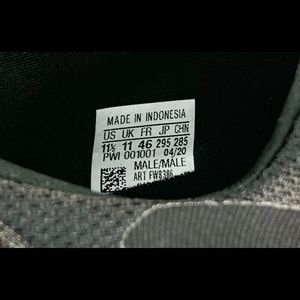 MADE IN INDONESIA
US UK FR JP CHN
11½ 11 46 295 285
PWI 001001 04/20
MALE/MALE
ART FW8386